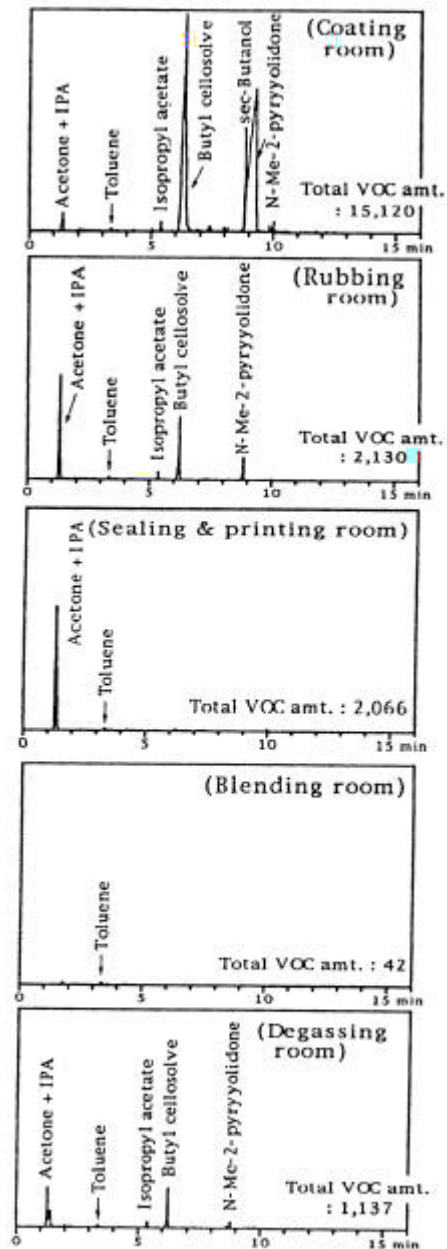 (Coating
room)
Acetone + IPA
Toluene
Isopropyl acetate
Butyl cellosolve
sec-Butanol
N-Me-2-pyryyolidone
Total VOC amt.
: 15,120
0 5 10 15 min
(Rubbing
room)
Acetone + IPA
Toluene
Isopropyl acetate
Butyl cellosolve
N-Me-2-pyryyolidone
Total VOC amt.
: 2,130
0 5 10 15 min
(Sealing & printing room)
Acetone + IPA
Toluene
Total VOC amt. : 2,066
0 5 10 15 min
(Blending room)
Toluene
Total VOC amt. : 42
0 5 10 15 min
(Degassing
room)
Acetone + IPA
Toluene
Isopropyl acetate
Butyl cellosolve
N-Me-2-pyryyolidone
Total VOC amt.
: 1,137
0 5 10 15 min